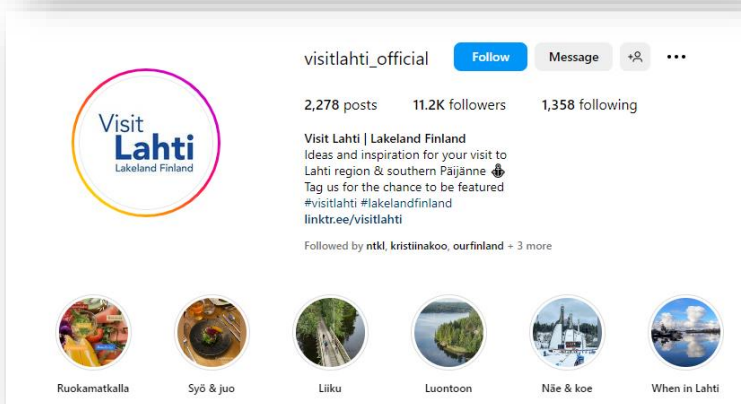 visitlahti_official Follow Message
2,278 posts 11.2K followers 1,358 following
Visit
Lahti
Lakeland Finland
Visit Lahti | Lakeland Finland
Ideas and inspiration for your visit to
Lahti region & southern Päijänne
Tag us for the chance to be featured
#visitlahti #lakelandfinland
linktr.ee/visitlahti
Followed by ntkl, kristiinakoo, ourfinland + 3 more
Ruokamatkalla Syö & juo Liiku Luontoon Näe & koe When in Lahti